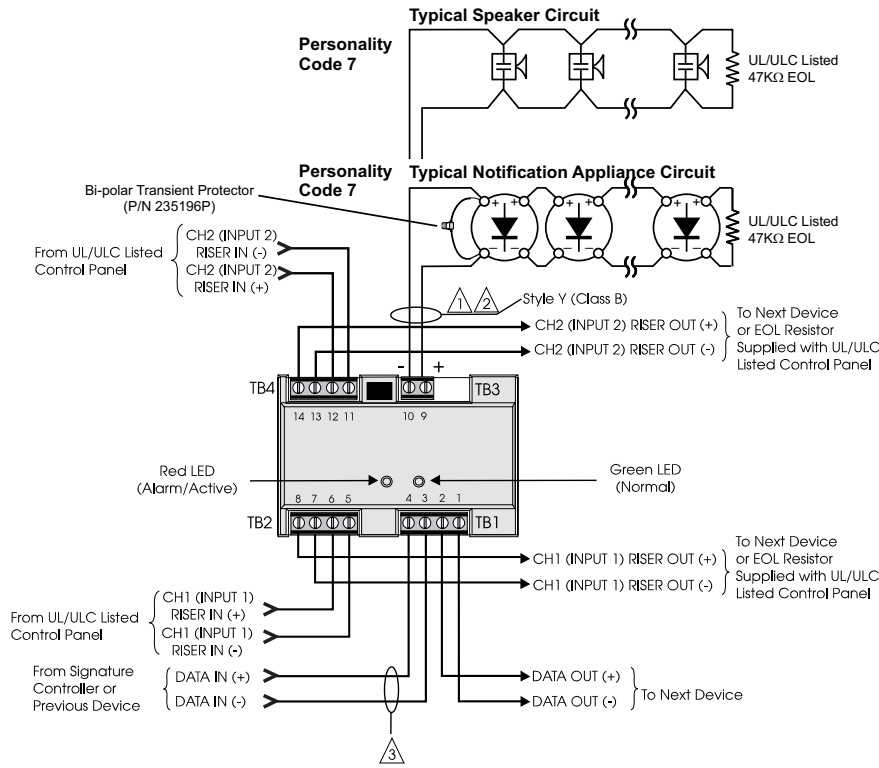 Typical Speaker Circuit
Personality
Code 7
UL/ULC Listed
47KΩ EOL
Personality
Code 7
Typical Notification Appliance Circuit
Bi-polar Transient Protector
(P/N 235196P)
+ +
+ +
+ +
UL/ULC Listed
47KΩ EOL
− −
− −
− −
From UL/ULC Listed
Control Panel
CH2 (INPUT 2)
RISER IN (-)
CH2 (INPUT 2)
RISER IN (+)
1
2
Style Y (Class B)
CH2 (INPUT 2) RISER OUT (+)
CH2 (INPUT 2) RISER OUT (-)
To Next Device
or EOL Resistor
Supplied with UL/ULC
Listed Control Panel
- +
TB4
TB3
14 13 12 11
10 9
Red LED
(Alarm/Active)
Green LED
(Normal)
8 7 6 5
4 3 2 1
TB2
TB1
CH1 (INPUT 1) RISER OUT (+)
CH1 (INPUT 1) RISER OUT (-)
To Next Device
or EOL Resistor
Supplied with UL/ULC
Listed Control Panel
From UL/ULC Listed
Control Panel
CH1 (INPUT 1)
RISER IN (+)
CH1 (INPUT 1)
RISER IN (-)
From Signature
Controller or
Previous Device
DATA IN (+)
DATA IN (-)
DATA OUT (+)
DATA OUT (-)
To Next Device
3